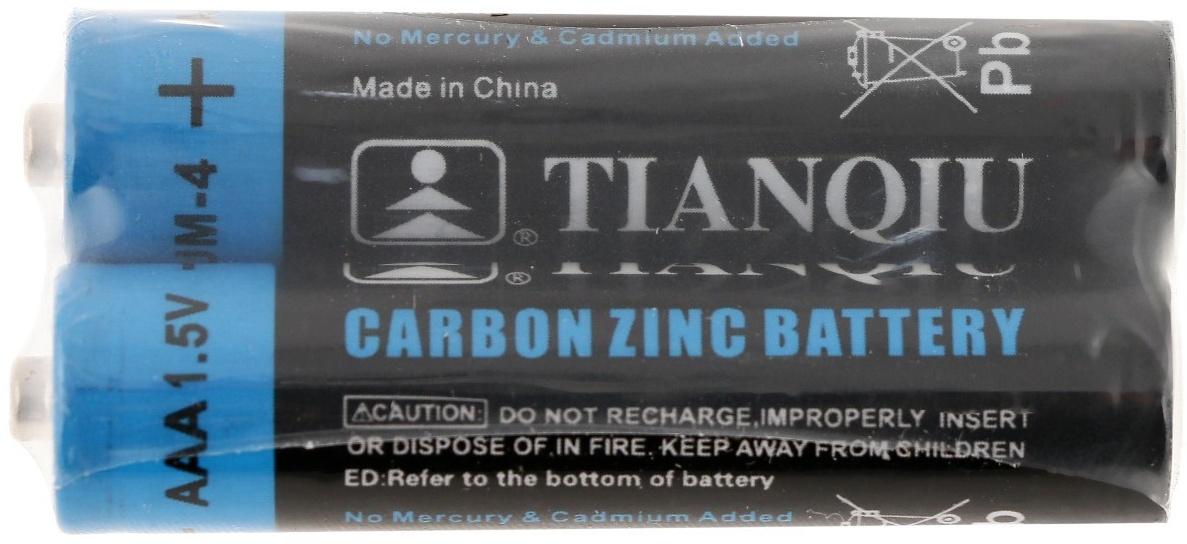 No Mercury & Cadmium Added
Made in China
Pb
+
UM-4
TIANQIU
®
®
CARBON ZINC BATTERY
AAA 1.5V
CAUTION: DO NOT RECHARGE,IMPROPERLY INSERT
OR DISPOSE OF.IN FIRE. KEEP AWAY FROM CHILDREN
ED:Refer to the bottom of battery
No Mercury & Cadmium Added